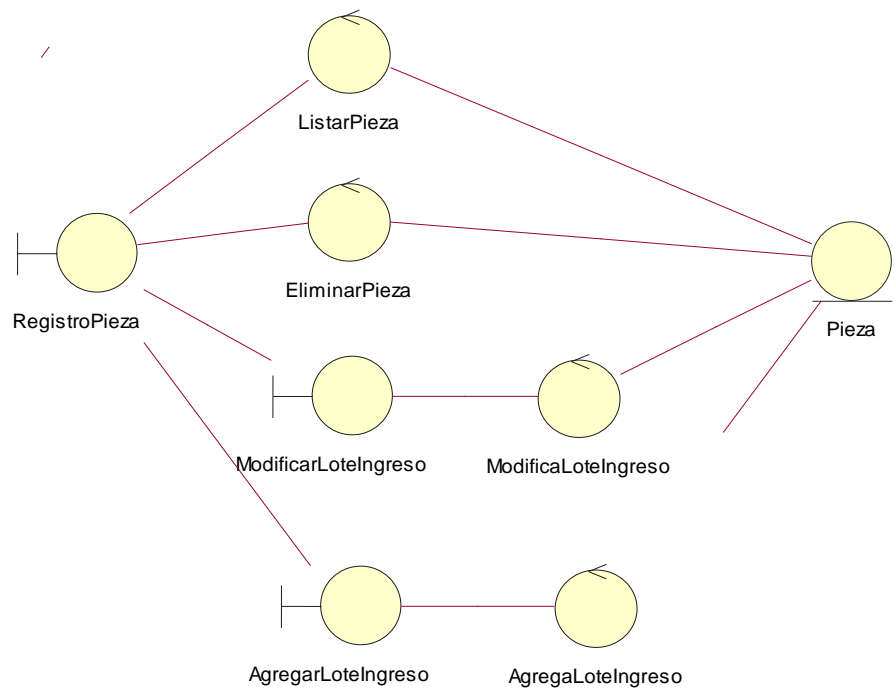 ListarPieza
EliminarPieza
RegistroPieza
Pieza
ModificarLoteIngreso
ModificaLoteIngreso
AgregarLoteIngreso
AgregaLoteIngreso